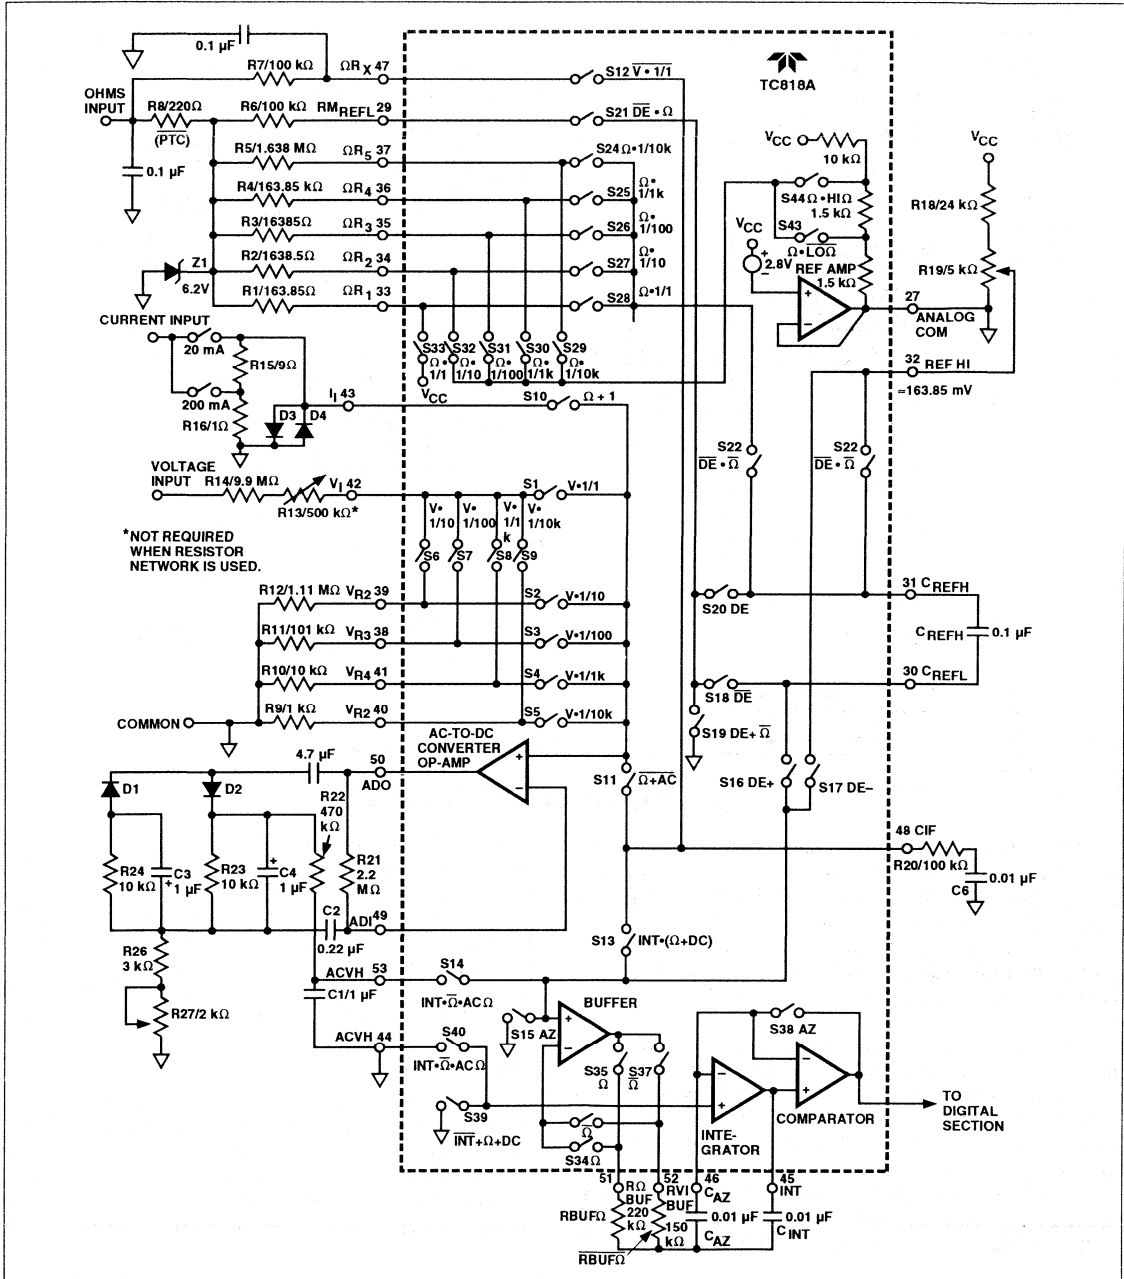 0.1 µF
TC818A
R7/100 kΩ
ΩR X 47
S12 V • 1/1
OHMS INPUT
R8/220Ω
(PTC)
R6/100 kΩ
RM REFL 29
S21 DE • Ω
0.1 µF
R5/1.638 MΩ
ΩR 5 37
S24 Ω•1/10k
R4/163.85 kΩ
ΩR 4 36
S25
Ω•
1/1k
R3/16385Ω
ΩR 3 35
S26
Ω•
1/100
R2/1638.5Ω
ΩR 2 34
S27
Ω•
1/10
R1/163.85Ω
ΩR 1 33
S28
Ω•1/1
Z1
6.2V
VCC
10 kΩ
S44 Ω•HIΩ
1.5 kΩ
S43
Ω•LOΩ
VCC
+
2.8V
–
REF AMP
1.5 kΩ
+
–
VCC
R18/24 kΩ
R19/5 kΩ
27
ANALOG COM
32
REF HI
≈163.85 mV
CURRENT INPUT
20 mA
R15/9Ω
200 mA
R16/1Ω
D3
D4
II 43
S33
Ω•
1/1
S32
Ω•
1/10
S31
Ω•
1/100
S30
Ω•
1/1k
S29
Ω•
1/10k
VCC
S10
Ω + 1
S22
DE • Ω
S22
DE • Ω
VOLTAGE INPUT
R14/9.9 MΩ
R13/500 kΩ*
VI 42
S1
V•1/1
V•
1/10
V•
1/100
V•
1/1
k
V•
1/10k
S6
S7
S8
S9
*NOT REQUIRED
WHEN RESISTOR
NETWORK IS USED.
R12/1.11 MΩ
VR2 39
S2
V•1/10
R11/101 kΩ
VR3 38
S3
V•1/100
R10/10 kΩ
VR4 41
S4
V•1/1k
R9/1 kΩ
VR2 40
S5
V•1/10k
COMMON
S20 DE
31 CREFH
CREFH
0.1 µF
30 CREFL
S18 DE
S19 DE+ Ω
S16 DE+
S17 DE–
AC-TO-DC
CONVERTER
OP-AMP
+
–
S11
Ω+AC
4.7 µF
50
ADO
D1
D2
R22
470
kΩ
R24
10 kΩ
C3
+
1 µF
R23
10 kΩ
+
C4
1 µF
R21
2.2
MΩ
C2
0.22 µF
ADI 49
48 CIF
R20/100 kΩ
0.01 µF
C6
S13
INT•(Ω+DC)
R26
3 kΩ
R27/2 kΩ
ACVH 53
S14
INT•Ω•AC Ω
C1/1 µF
ACVH 44
S40
INT•Ω•AC Ω
BUFFER
+
–
S15 AZ
S35
Ω
S37
Ω
S38 AZ
–
+
INTE-
GRATOR
–
+
COMPARATOR
TO
DIGITAL
SECTION
S39
INT+Ω+DC
Ω
S34Ω
51
RΩ
BUF
220
kΩ
52
RVI
BUF
150
kΩ
46
CAZ
45
INT
RBUFΩ
RBUFΩ
0.01 µF
CAZ
0.01 µF
CINT